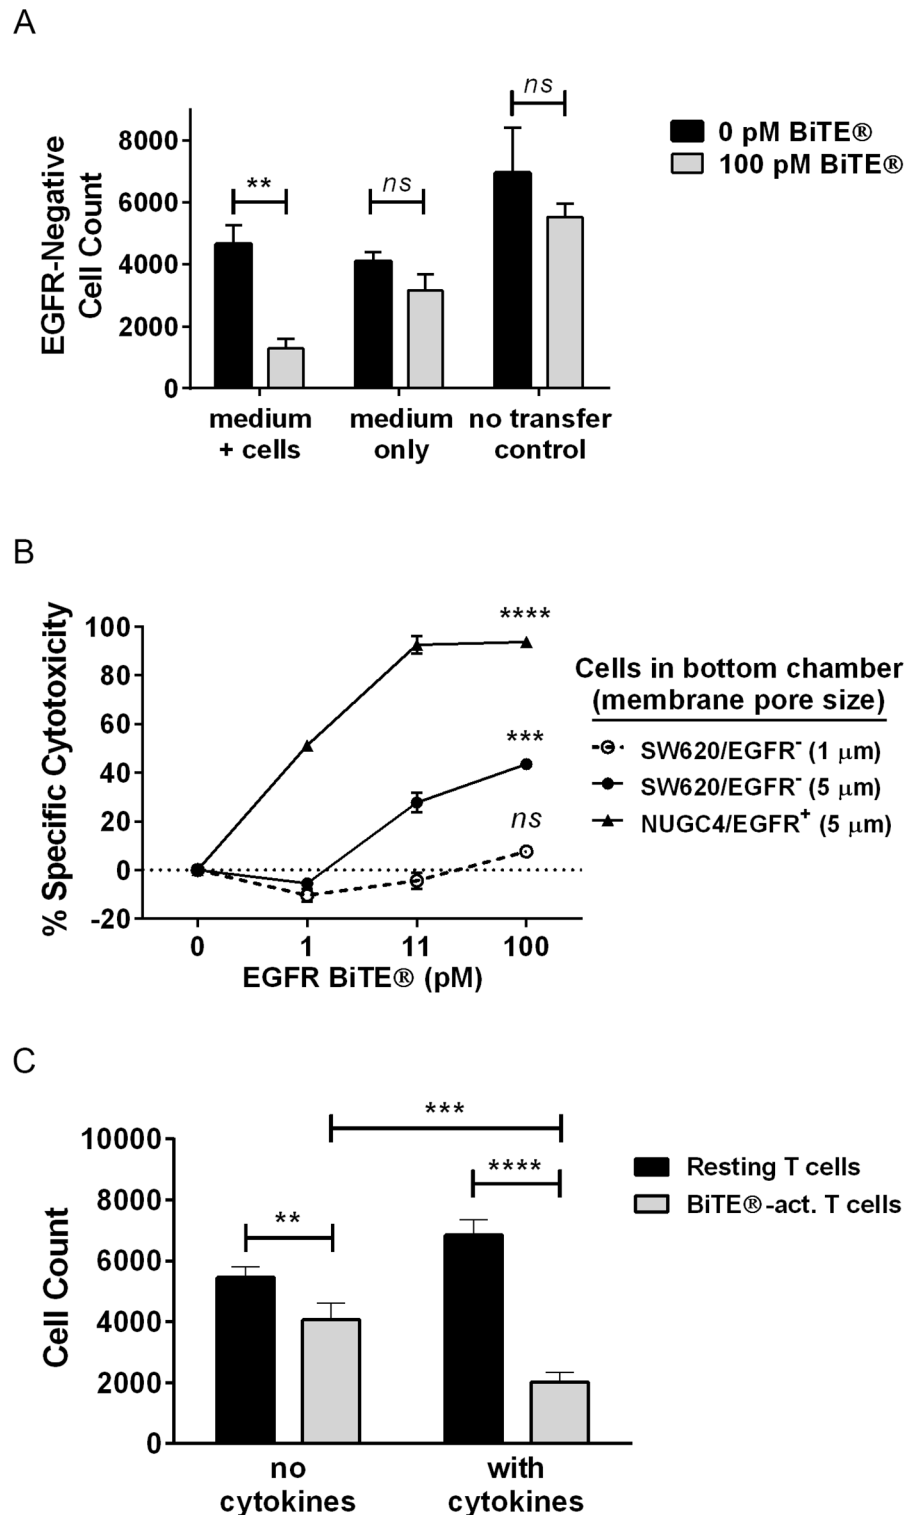 A
EGFR-Negative
Cell Count
8000
6000
4000
2000
0
**
ns
ns
0 pM BiTE®
100 pM BiTE®
medium
+ cells
medium
only
no transfer
control
B
% Specific Cytotoxicity
100
80
60
40
20
0
-20
****
***
ns
0 1 11 100
EGFR BiTE® (pM)
Cells in bottom chamber
(membrane pore size)
SW620/EGFR⁻ (1 μm)
SW620/EGFR⁻ (5 μm)
NUGC4/EGFR⁺ (5 μm)
C
Cell Count
10000
8000
6000
4000
2000
0
**
***
****
Resting T cells
BiTE®-act. T cells
no
cytokines
with
cytokines